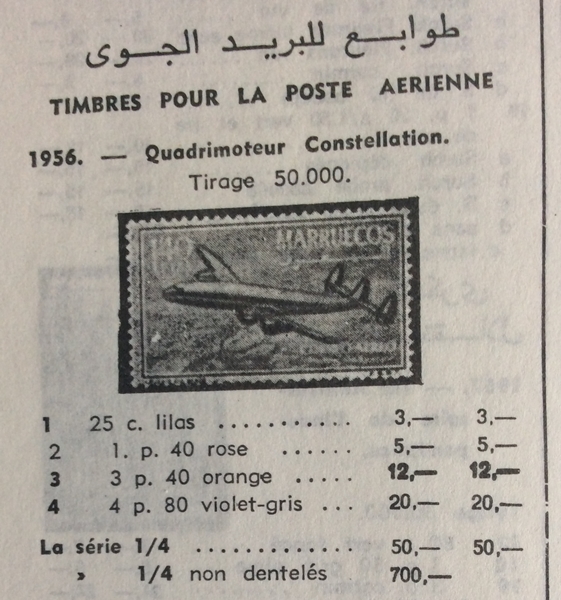 طوابع للبريد الجوى
TIMBRES POUR LA POSTE AERIENNE
1956. — Quadrimoteur Constellation.
Tirage 50.000.
MARRUECOS
1 25 c. lilas .......... 3,— 3,—
2 1. p. 40 rose ....... 5,— 5,—
3 3 p. 40 orange ..... 12,— 12,—
4 4 p. 80 violet-gris ... 20,— 20,—
La série 1/4 ............ 50,— 50,—
» 1/4 non dentelés 700,—